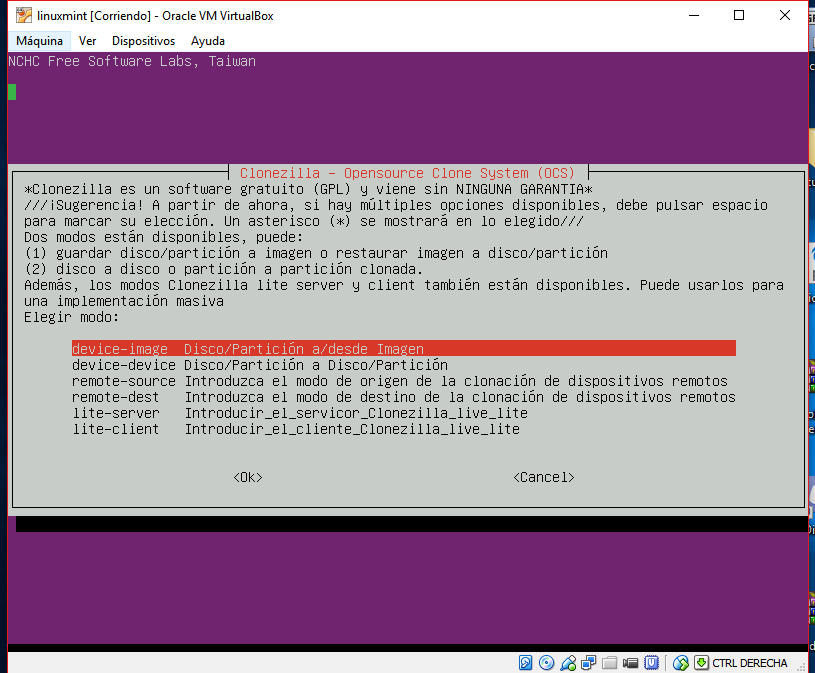 linuxmint [Corriendo] - Oracle VM VirtualBox
Máquina Ver Dispositivos Ayuda
NCHC Free Software Labs, Taiwan
Clonezilla - Opensource Clone System (OCS)
*Clonezilla es un software gratuito (GPL) y viene sin NINGUNA GARANTIA*
///¡Sugerencia! A partir de ahora, si hay múltiples opciones disponibles, debe pulsar espacio
para marcar su elección. Un asterisco (*) se mostrará en lo elegido///
Dos modos están disponibles, puede:
(1) guardar disco/partición a imagen o restaurar imagen a disco/partición
(2) disco a disco o partición a partición clonada.
Además, los modos Clonezilla lite server y client también están disponibles. Puede usarlos para
una implementación masiva
Elegir modo:
device-image Disco/Partición a/desde Imagen
device-device Disco/Partición a Disco/Partición
remote-source Introduzca el modo de origen de la clonación de dispositivos remotos
remote-dest Introduzca el modo de destino de la clonación de dispositivos remotos
lite-server Introducir_el_servicor_Clonezilla_live_lite
lite-client Introducir_el_cliente_Clonezilla_live_lite
<Ok> <Cancel>
CTRL DERECHA